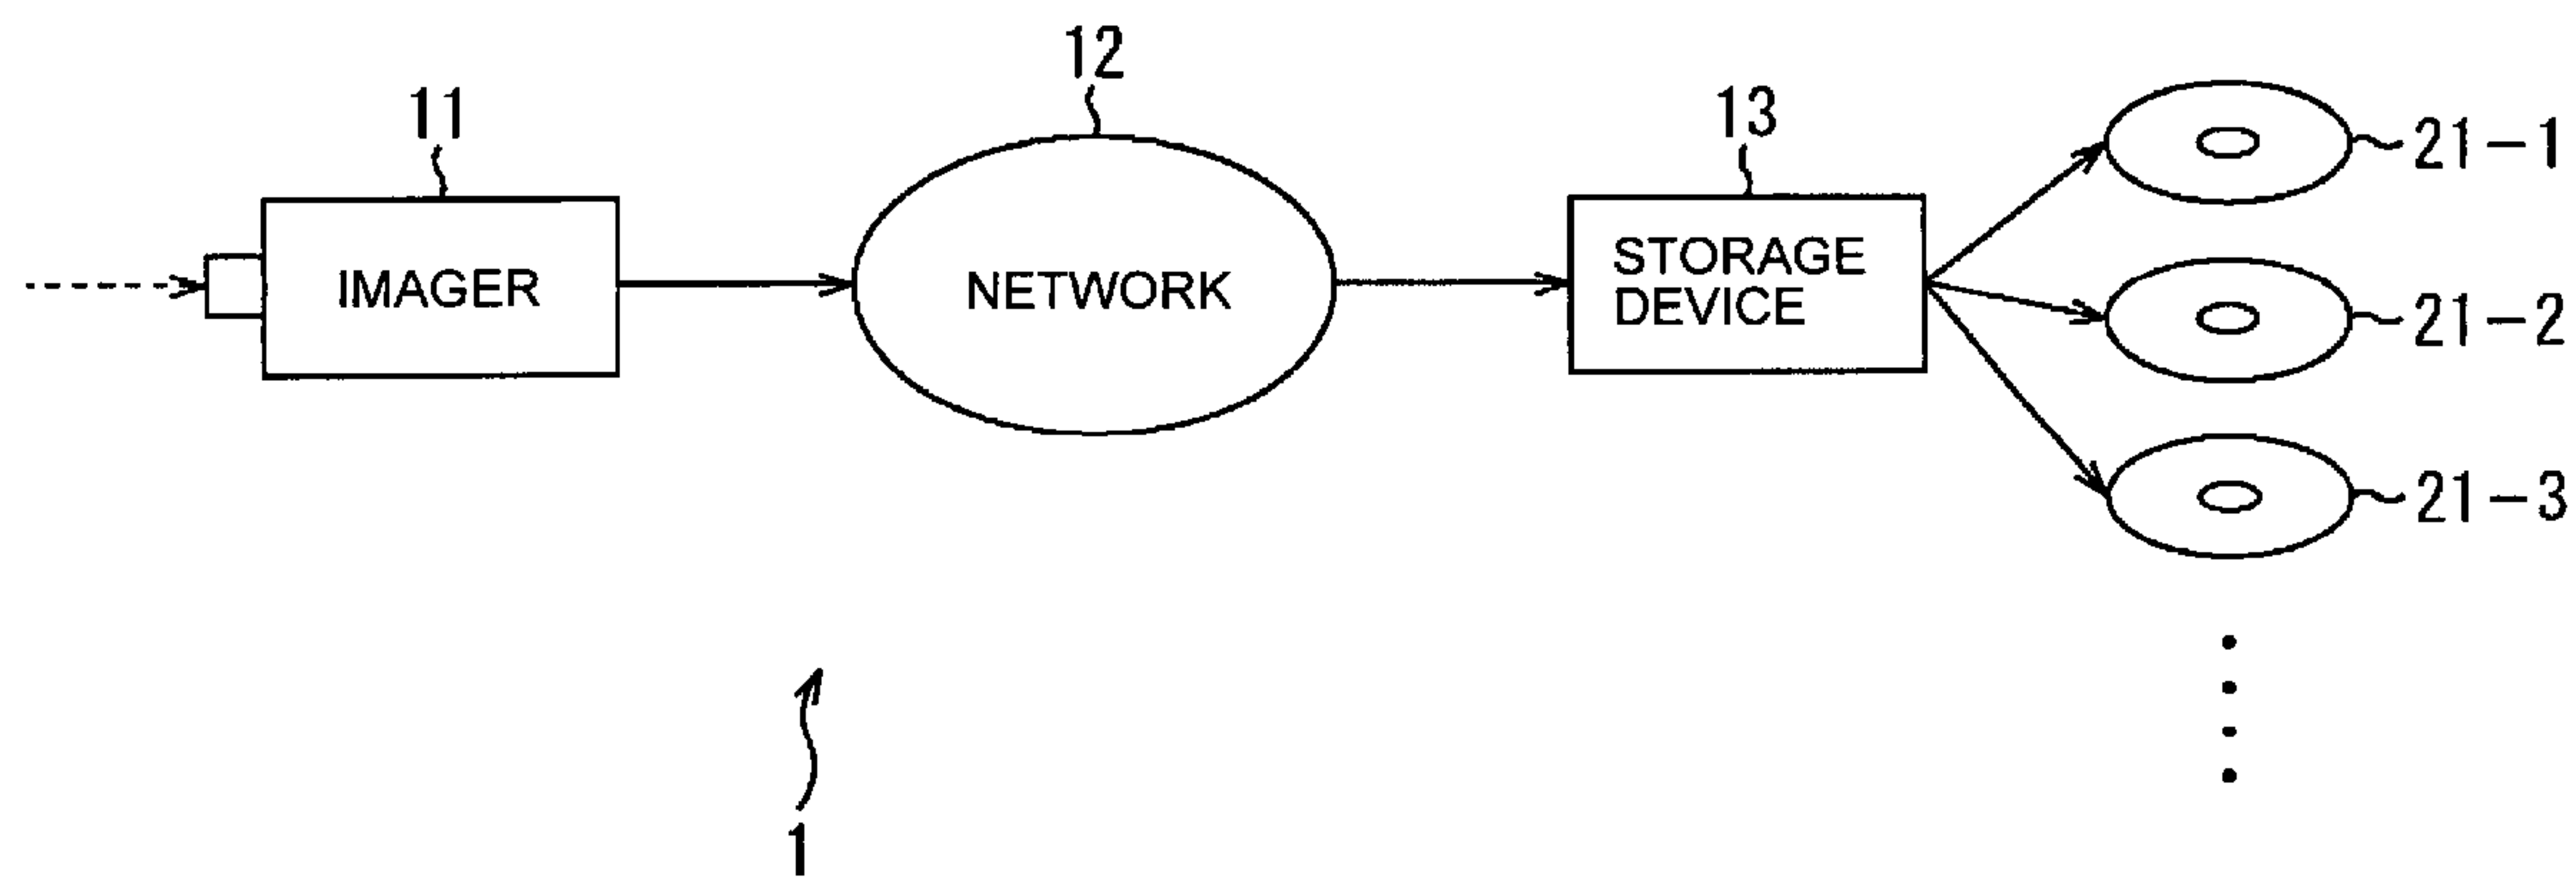 12
11
13
21-1
IMAGER
NETWORK
STORAGE
DEVICE
21-2
21-3
1